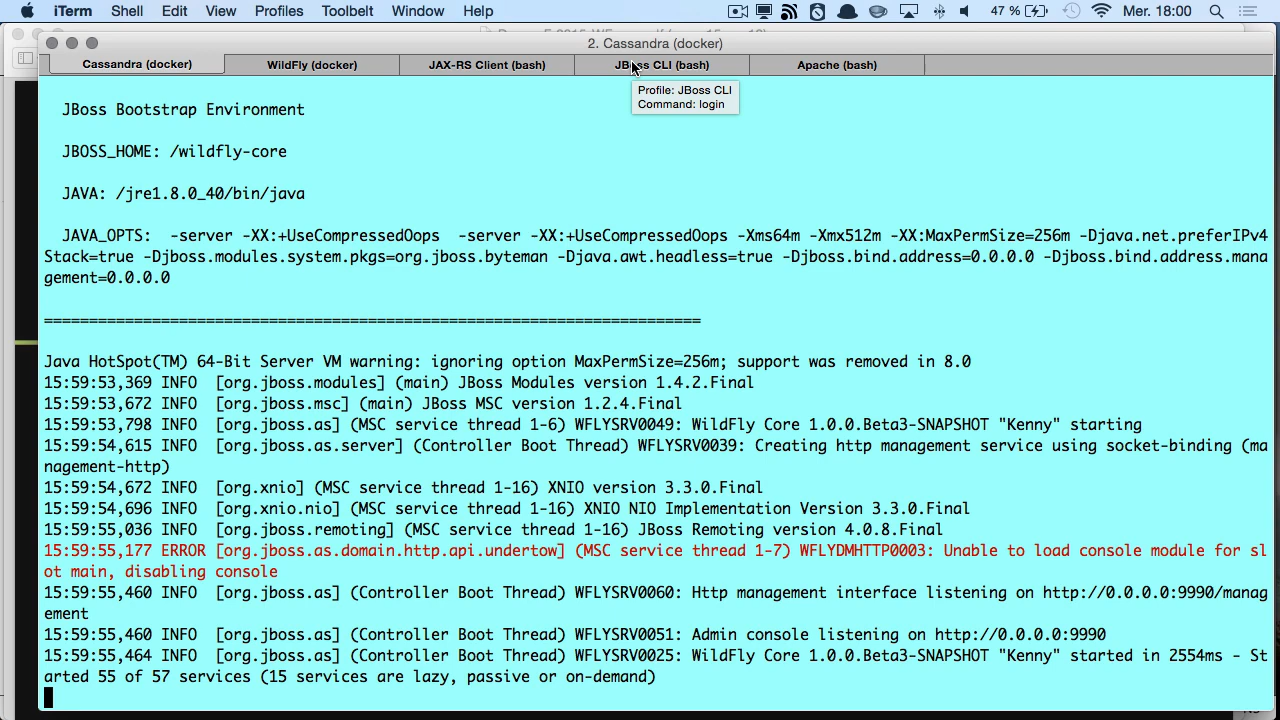 iTerm Shell Edit View Profiles Toolbelt Window Help 47 % Mer. 18:00
2. Cassandra (docker)
Cassandra (docker) WildFly (docker) JAX-RS Client (bash) JBoss CLI (bash) Apache (bash)
Profile: JBoss CLI
Command: login
JBoss Bootstrap Environment
JBOSS_HOME: /wildfly-core
JAVA: /jre1.8.0_40/bin/java
JAVA_OPTS:  -server -XX:+UseCompressedOops  -server -XX:+UseCompressedOops -Xms64m -Xmx512m -XX:MaxPermSize=256m -Djava.net.preferIPv4
Stack=true -Djboss.modules.system.pkgs=org.jboss.byteman -Djava.awt.headless=true -Djboss.bind.address=0.0.0.0 -Djboss.bind.address.mana
gement=0.0.0.0
=========================================================================
Java HotSpot(TM) 64-Bit Server VM warning: ignoring option MaxPermSize=256m; support was removed in 8.0
15:59:53,369 INFO  [org.jboss.modules] (main) JBoss Modules version 1.4.2.Final
15:59:53,672 INFO  [org.jboss.msc] (main) JBoss MSC version 1.2.4.Final
15:59:53,798 INFO  [org.jboss.as] (MSC service thread 1-6) WFLYSRV0049: WildFly Core 1.0.0.Beta3-SNAPSHOT "Kenny" starting
15:59:54,615 INFO  [org.jboss.as.server] (Controller Boot Thread) WFLYSRV0039: Creating http management service using socket-binding (ma
nagement-http)
15:59:54,672 INFO  [org.xnio] (MSC service thread 1-16) XNIO version 3.3.0.Final
15:59:54,696 INFO  [org.xnio.nio] (MSC service thread 1-16) XNIO NIO Implementation Version 3.3.0.Final
15:59:55,036 INFO  [org.jboss.remoting] (MSC service thread 1-16) JBoss Remoting version 4.0.8.Final
15:59:55,177 ERROR [org.jboss.as.domain.http.api.undertow] (MSC service thread 1-7) WFLYDMHTTP0003: Unable to load console module for sl
ot main, disabling console
15:59:55,460 INFO  [org.jboss.as] (Controller Boot Thread) WFLYSRV0060: Http management interface listening on http://0.0.0.0:9990/manag
ement
15:59:55,460 INFO  [org.jboss.as] (Controller Boot Thread) WFLYSRV0051: Admin console listening on http://0.0.0.0:9990
15:59:55,464 INFO  [org.jboss.as] (Controller Boot Thread) WFLYSRV0025: WildFly Core 1.0.0.Beta3-SNAPSHOT "Kenny" started in 2554ms - St
arted 55 of 57 services (15 services are lazy, passive or on-demand)